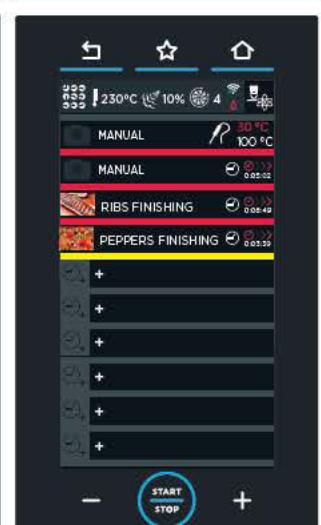 230°C 10% 4
MANUAL 30 °C
100 °C
MANUAL 0:05:02
RIBS FINISHING 0:08:49
PEPPERS FINISHING 0:03:39
+
+
+
+
+
+
− START +
STOP